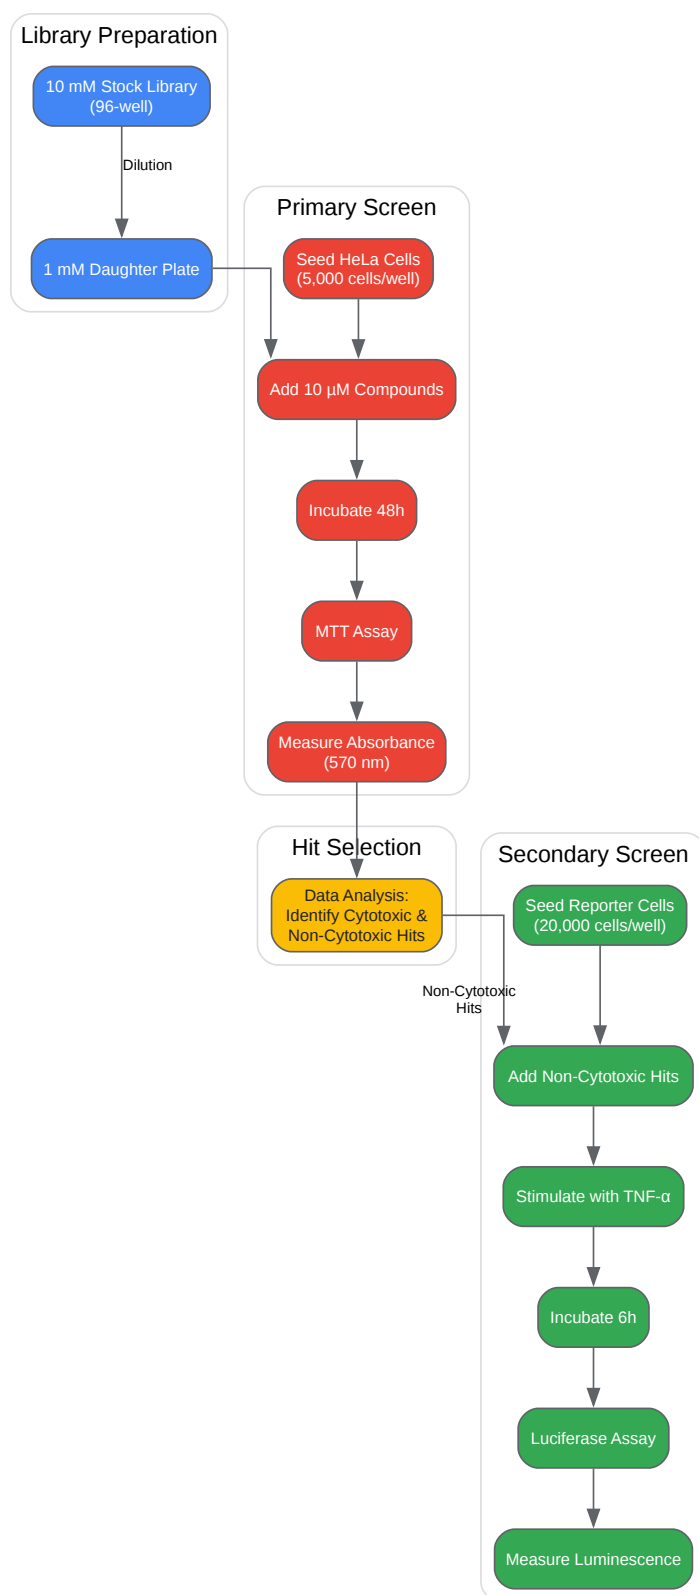 Library Preparation
10 mM Stock Library
(96-well)
Dilution
1 mM Daughter Plate
Primary Screen
Seed HeLa Cells
(5,000 cells/well)
Add 10 µM Compounds
Incubate 48h
MTT Assay
Measure Absorbance
(570 nm)
Hit Selection
Data Analysis:
Identify Cytotoxic &
Non-Cytotoxic Hits
Non-Cytotoxic
Hits
Secondary Screen
Seed Reporter Cells
(20,000 cells/well)
Add Non-Cytotoxic Hits
Stimulate with TNF-α
Incubate 6h
Luciferase Assay
Measure Luminescence